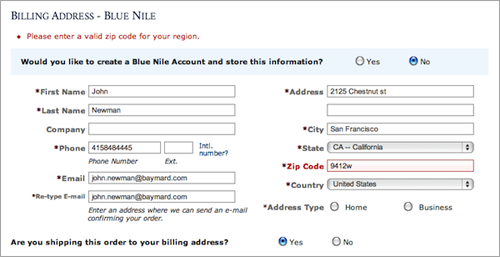 BILLING ADDRESS - BLUE NILE
• Please enter a valid zip code for your region.
Would you like to create a Blue Nile Account and store this information? Yes No
*First Name John
*Last Name Newman
Company
*Phone 4158484445 Intl. number?
Phone Number Ext.
*Email john.newman@baymard.com
*Re-type E-mail john.newman@baymard.com
Enter an address where we can send an e-mail
confirming your order.
*Address 2125 Chestnut st
*City San Francisco
*State CA -- California
*Zip Code 9412w
*Country United States
*Address Type Home Business
Are you shipping this order to your billing address? Yes No